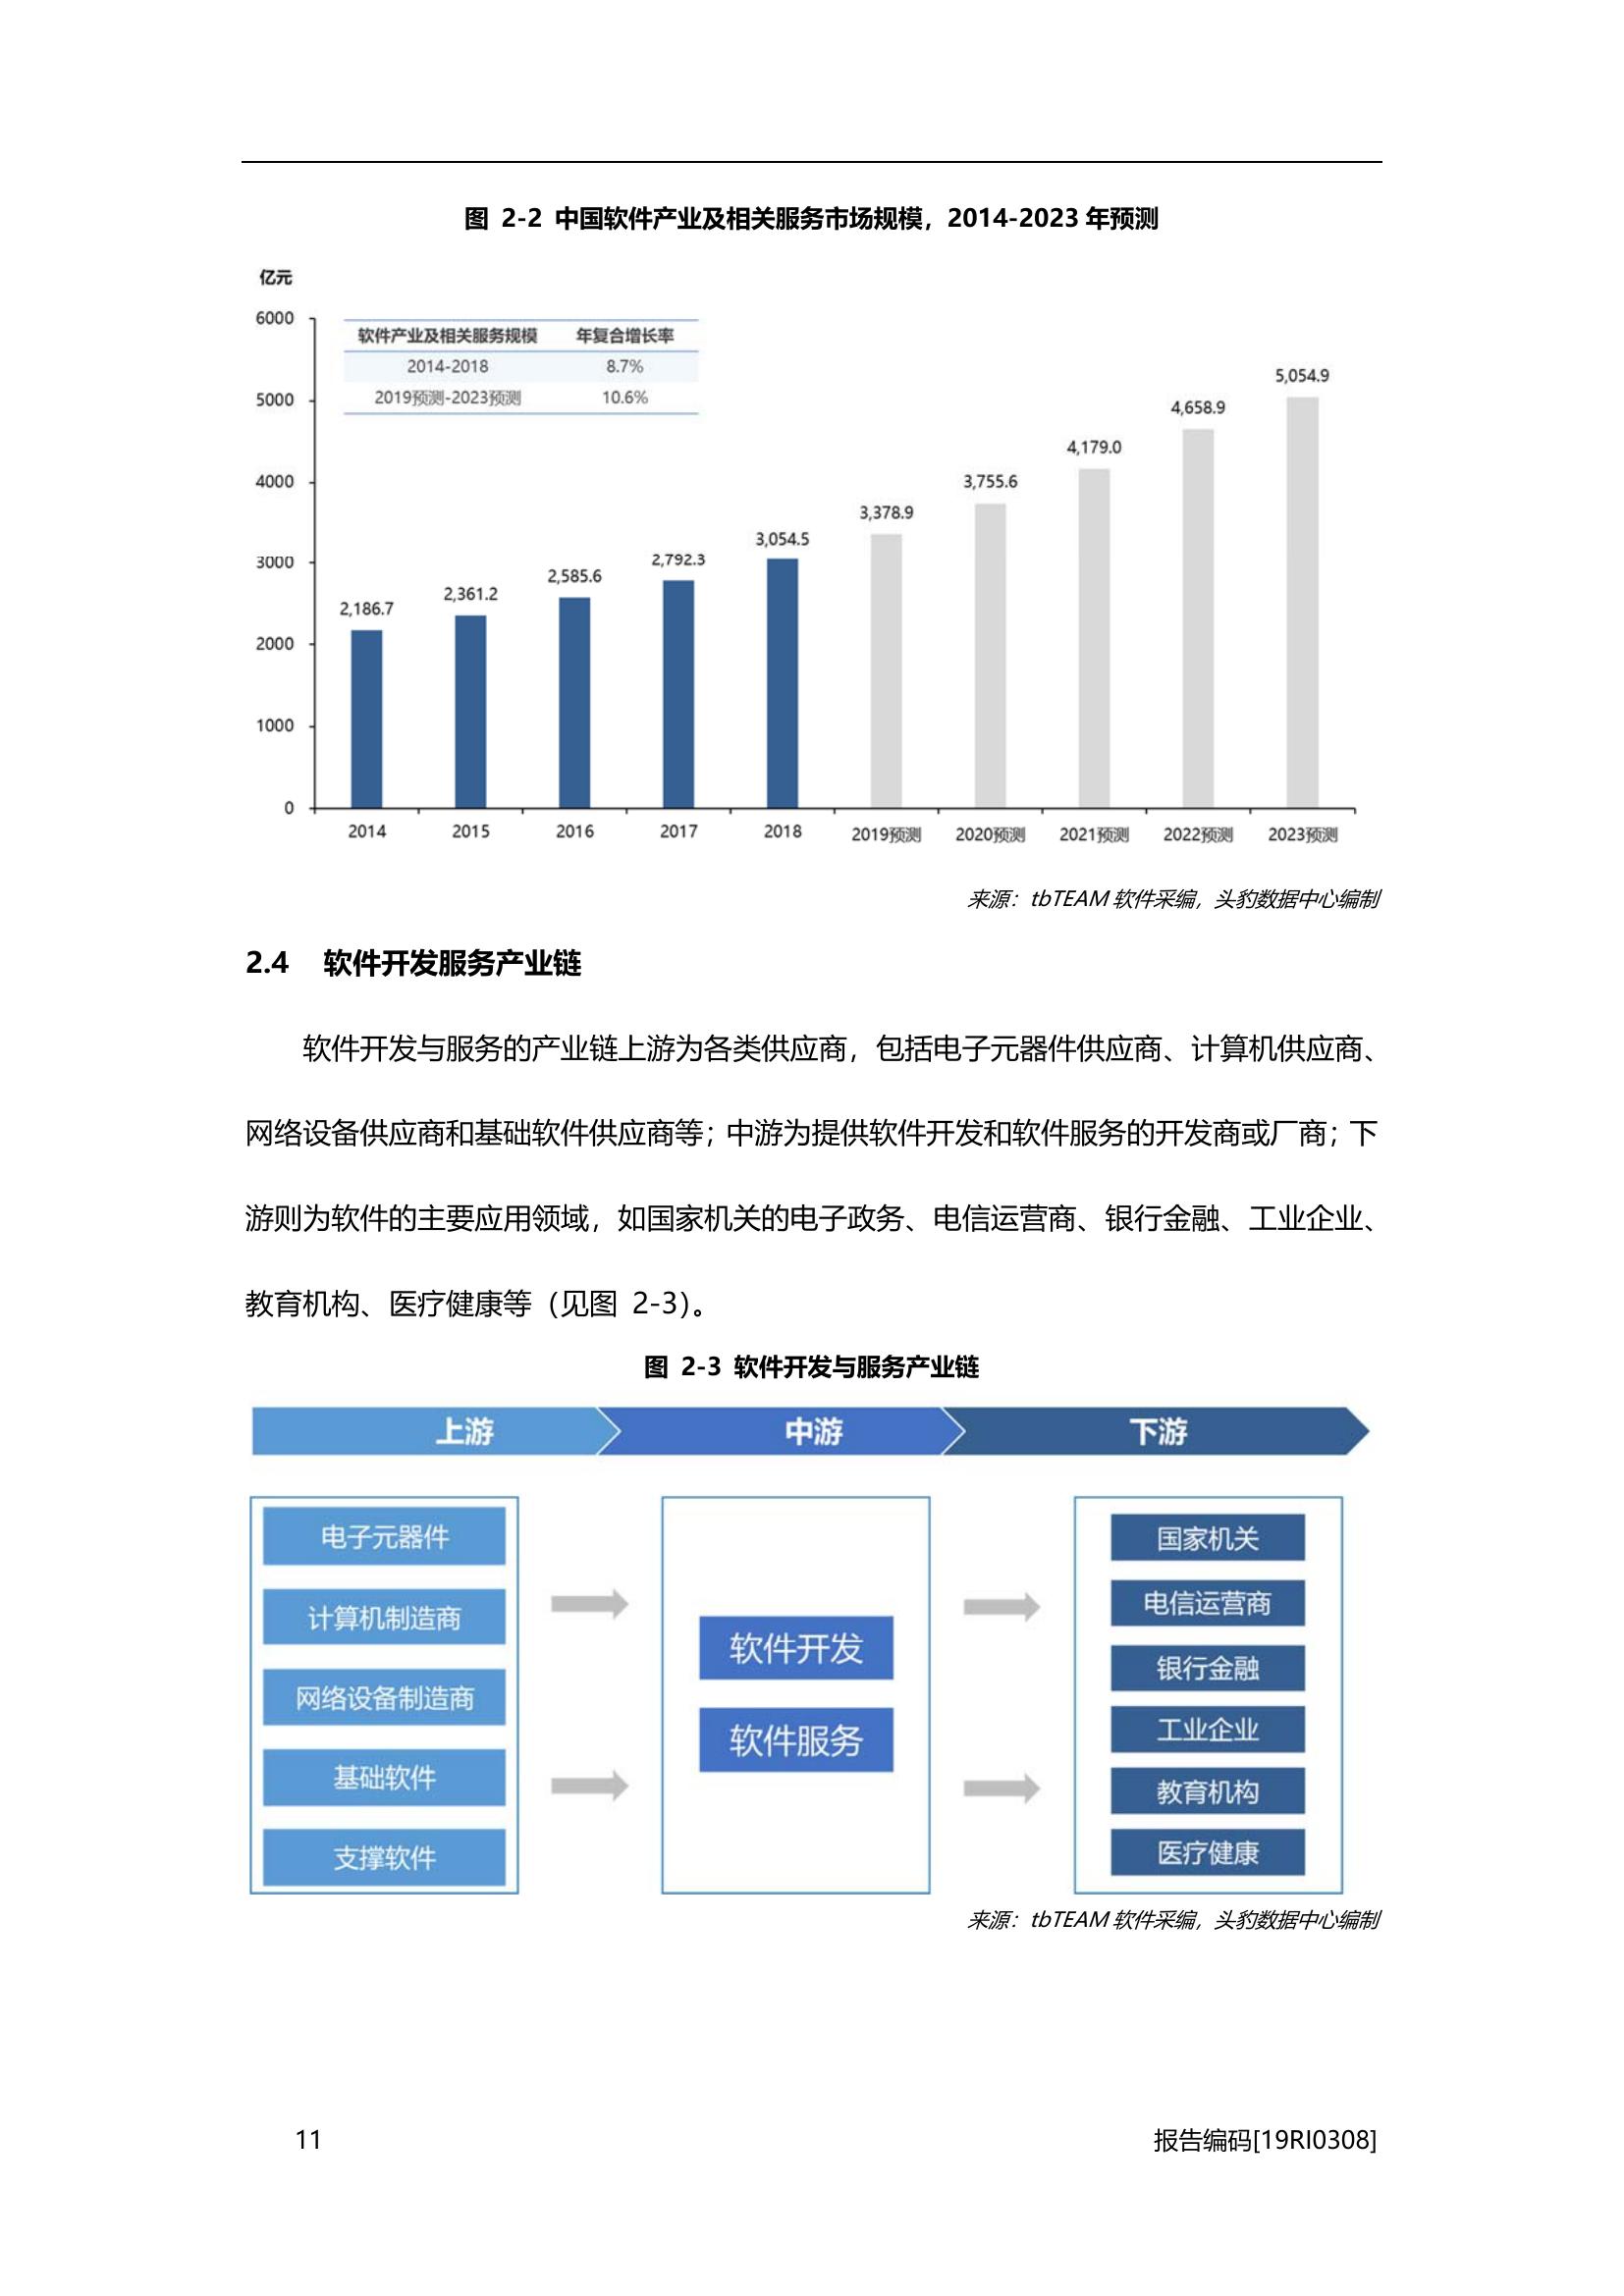 图 2-2 中国软件产业及相关服务市场规模，2014-2023 年预测
亿元
6000
5000
4000
3000
2000
1000
0
软件产业及相关服务规模 年复合增长率
2014-2018 8.7%
2019预测-2023预测 10.6%
2,186.7
2,361.2
2,585.6
2,792.3
3,054.5
3,378.9
3,755.6
4,179.0
4,658.9
5,054.9
2014 2015 2016 2017 2018 2019预测 2020预测 2021预测 2022预测 2023预测
来源：tbTEAM 软件采编，头豹数据中心编制
2.4 软件开发服务产业链
软件开发与服务的产业链上游为各类供应商，包括电子元器件供应商、计算机供应商、
网络设备供应商和基础软件供应商等；中游为提供软件开发和软件服务的开发商或厂商；下
游则为软件的主要应用领域，如国家机关的电子政务、电信运营商、银行金融、工业企业、
教育机构、医疗健康等（见图 2-3）。
图 2-3 软件开发与服务产业链
上游 中游 下游
电子元器件
计算机制造商
网络设备制造商
基础软件
支撑软件
软件开发
软件服务
国家机关
电信运营商
银行金融
工业企业
教育机构
医疗健康
来源：tbTEAM 软件采编，头豹数据中心编制
11 报告编码[19RI0308]